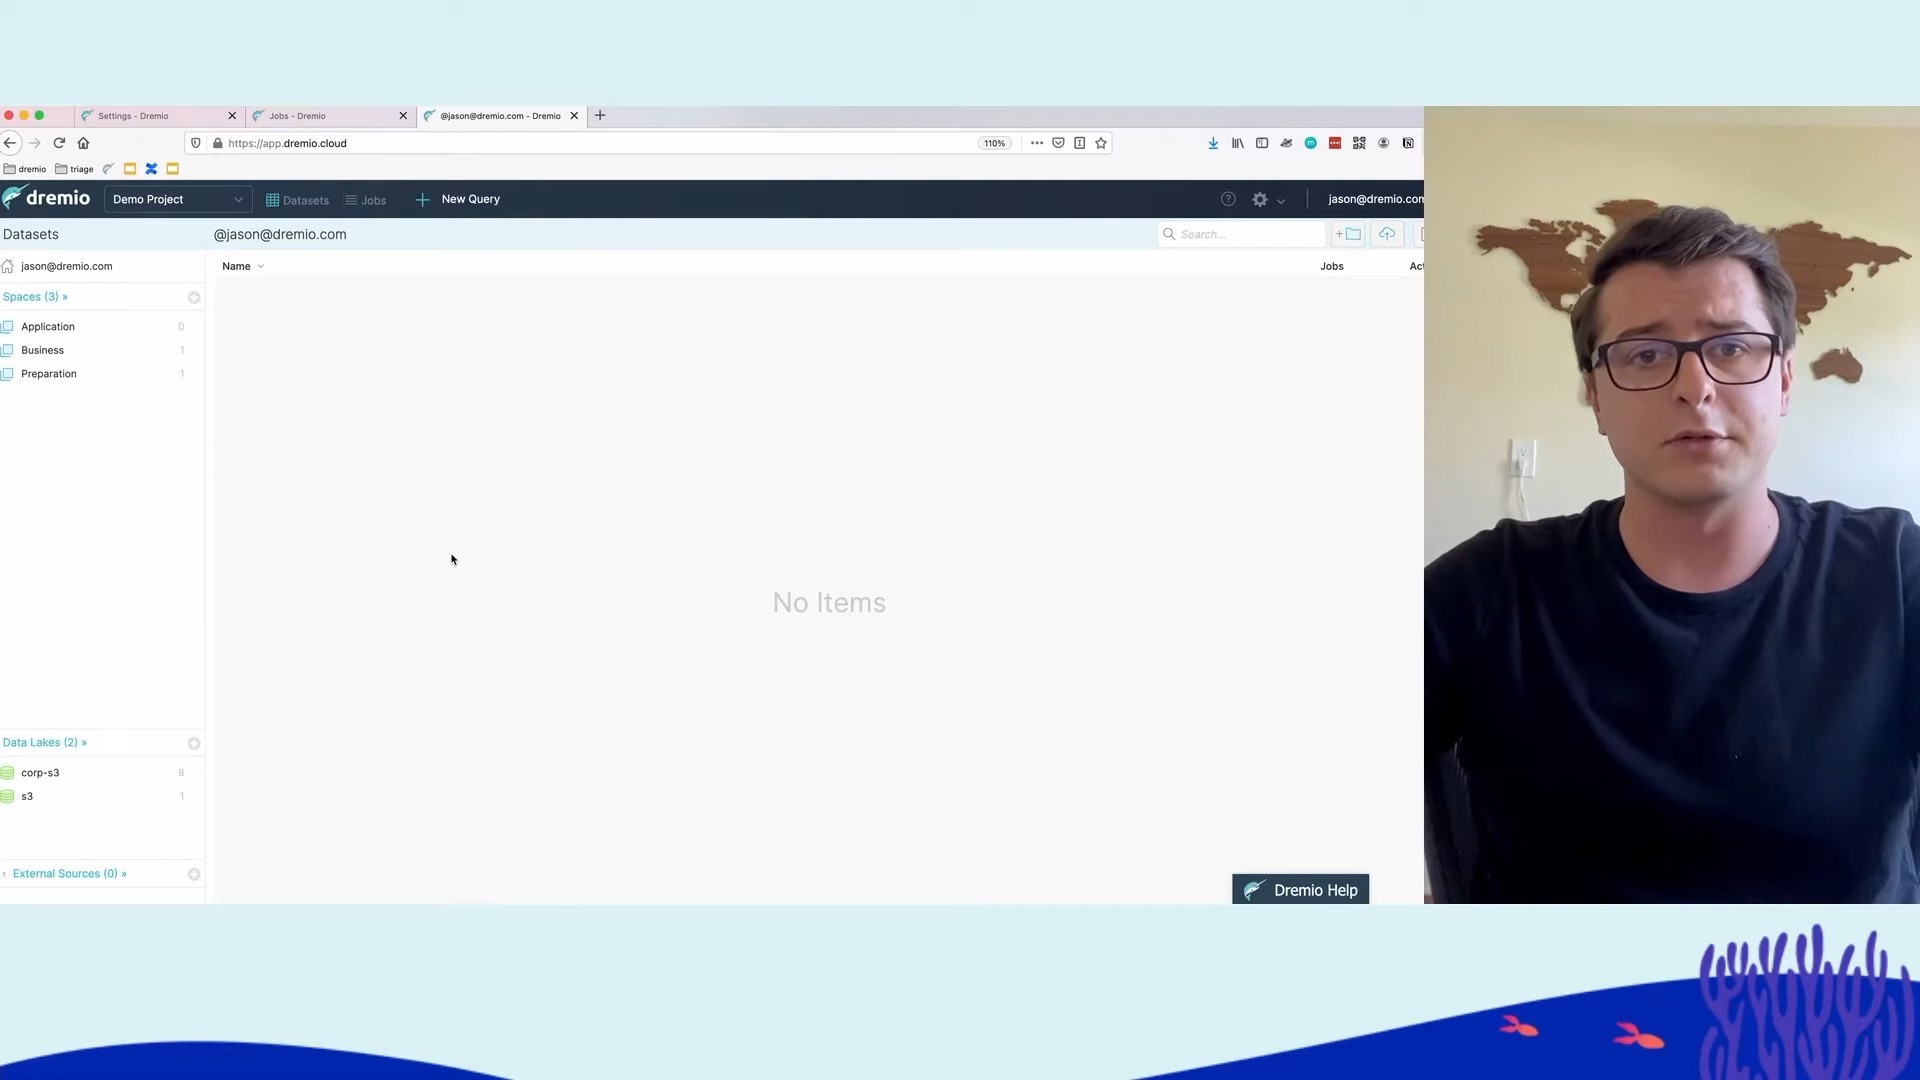 Settings - Dremio
Jobs - Dremio
@jason@dremio.com - Dremio
https://app.dremio.cloud
110%
dremio
triage
dremio
Demo Project
Datasets
Jobs
New Query
jason@dremio.com
Datasets
@jason@dremio.com
Search...
jason@dremio.com
Name
Jobs
Act
Spaces (3) »
Application 0
Business 1
Preparation 1
No Items
Data Lakes (2) »
corp-s3 8
s3 1
External Sources (0) »
Dremio Help